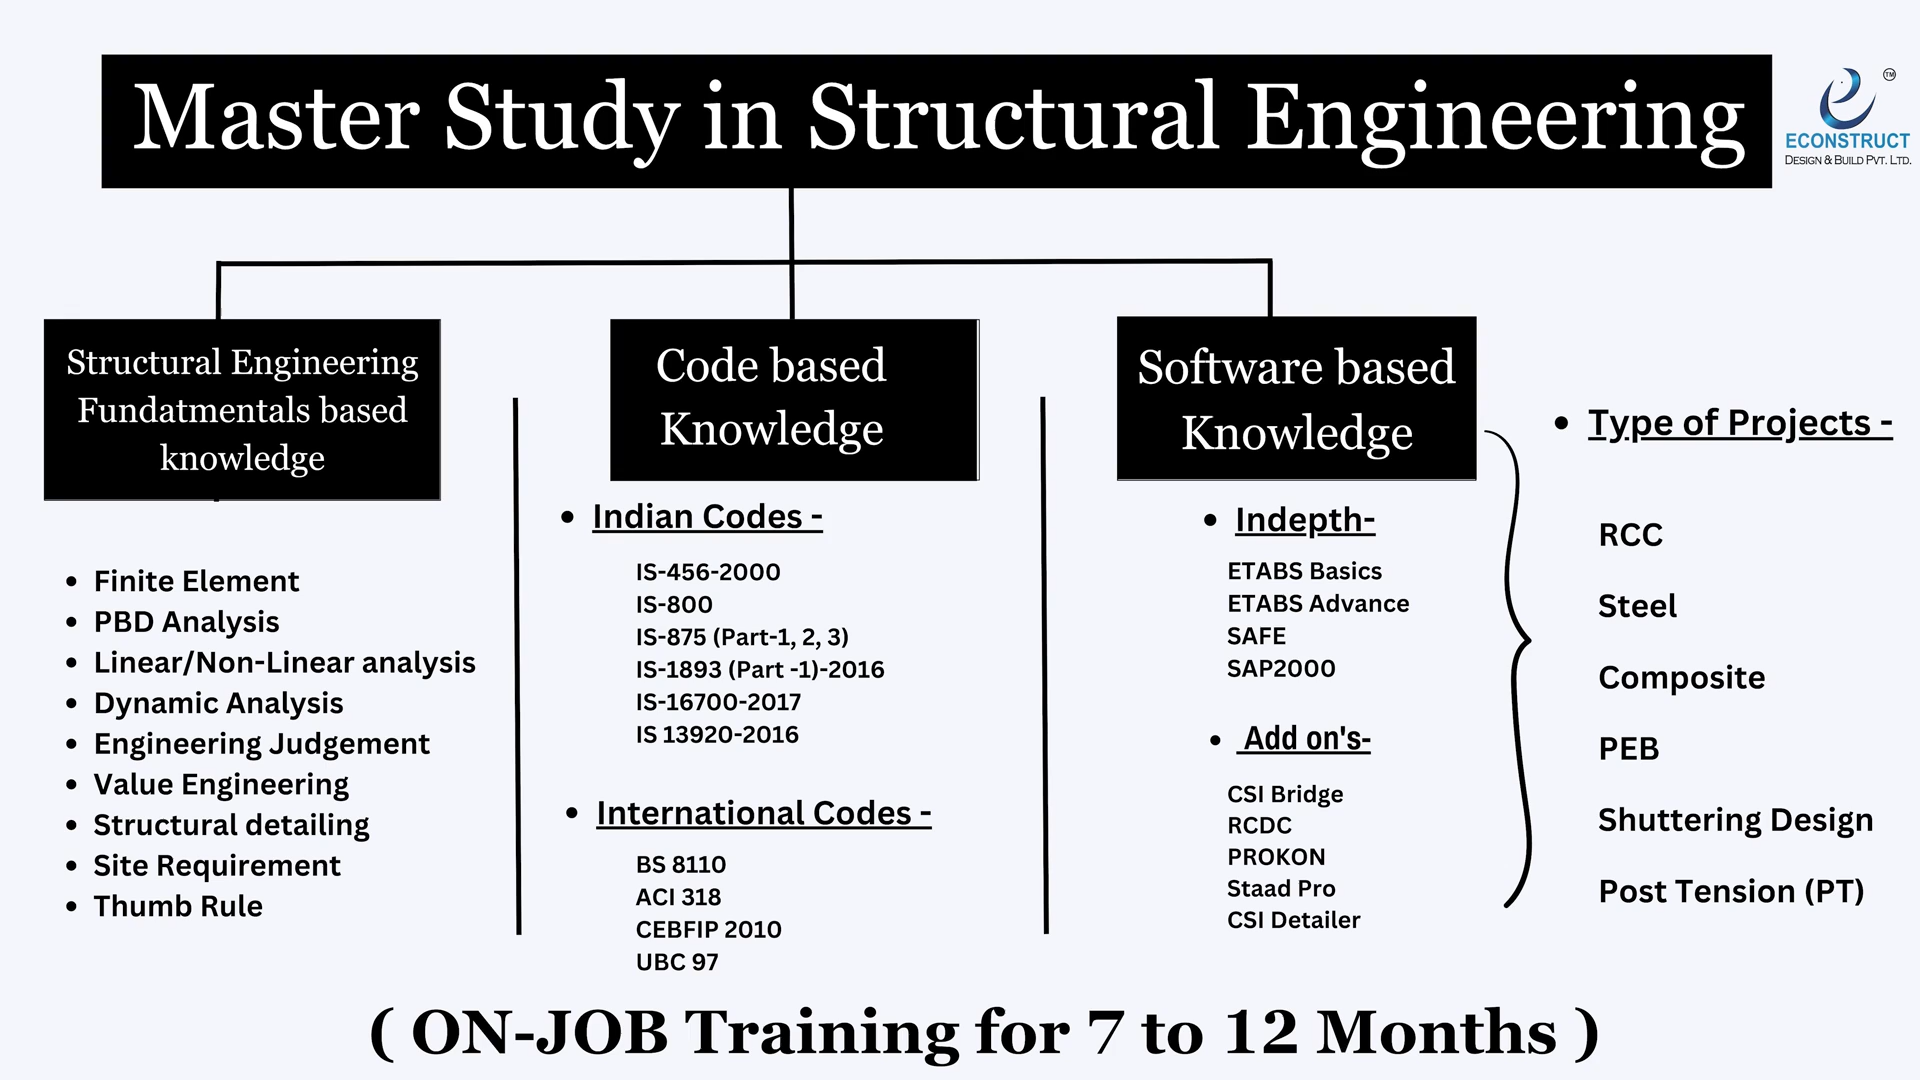 Master Study in Structural Engineering
TM
ECONSTRUCT
DESIGN & BUILD PVT. LTD.
Structural Engineering
Fundatmentals based
knowledge
• Finite Element
• PBD Analysis
• Linear/Non-Linear analysis
• Dynamic Analysis
• Engineering Judgement
• Value Engineering
• Structural detailing
• Site Requirement
• Thumb Rule
Code based
Knowledge
• Indian Codes -
IS-456-2000
IS-800
IS-875 (Part-1, 2, 3)
IS-1893 (Part -1)-2016
IS-16700-2017
IS 13920-2016
• International Codes -
BS 8110
ACI 318
CEBFIP 2010
UBC 97
Software based
Knowledge
• Indepth-
ETABS Basics
ETABS Advance
SAFE
SAP2000
• Add on's-
CSI Bridge
RCDC
PROKON
Staad Pro
CSI Detailer
• Type of Projects -
RCC
Steel
Composite
PEB
Shuttering Design
Post Tension (PT)
( ON-JOB Training for 7 to 12 Months )